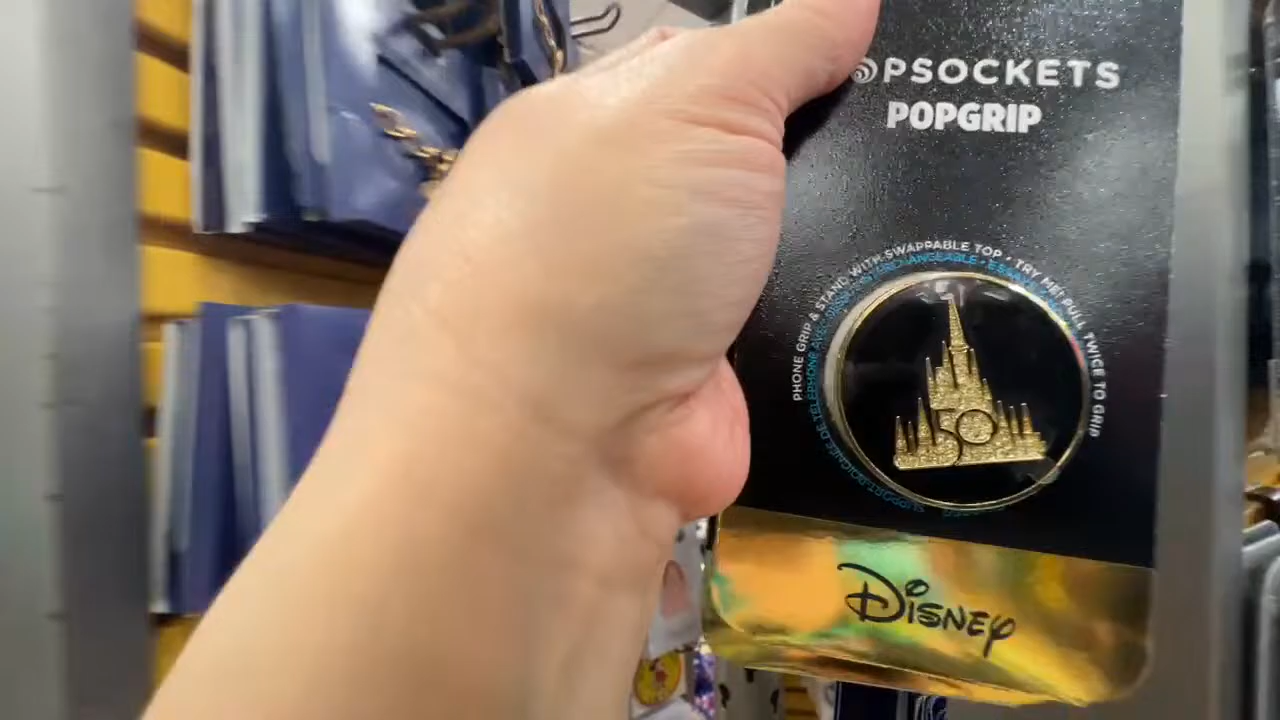 PSOCKETS
POPGRIP
PHONE GRIP & STAND WITH SWAPPABLE TOP • TRY ME! PULL TWICE TO GRIP
50
Disney